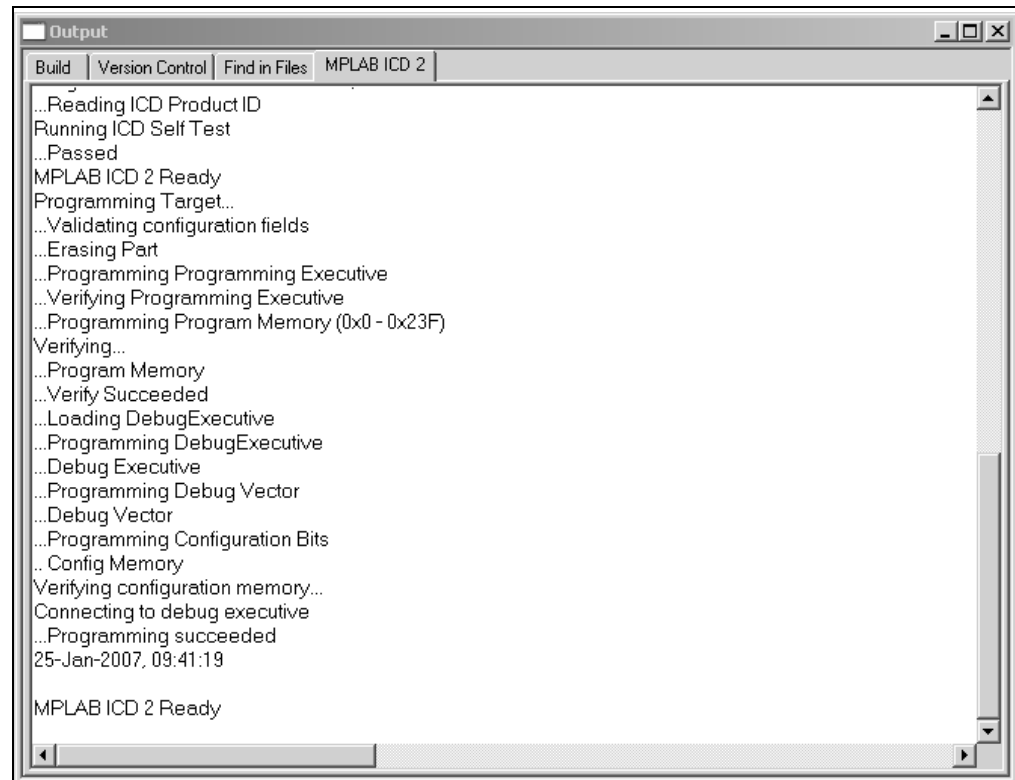 Output
Build Version Control Find in Files MPLAB ICD 2
...Reading ICD Product ID
Running ICD Self Test
...Passed
MPLAB ICD 2 Ready
Programming Target...
...Validating configuration fields
...Erasing Part
...Programming Programming Executive
...Verifying Programming Executive
...Programming Program Memory (0x0 - 0x23F)
Verifying...
...Program Memory
...Verify Succeeded
...Loading DebugExecutive
...Programming DebugExecutive
...Debug Executive
...Programming Debug Vector
...Debug Vector
...Programming Configuration Bits
.. Config Memory
Verifying configuration memory...
Connecting to debug executive
...Programming succeeded
25-Jan-2007, 09:41:19
MPLAB ICD 2 Ready